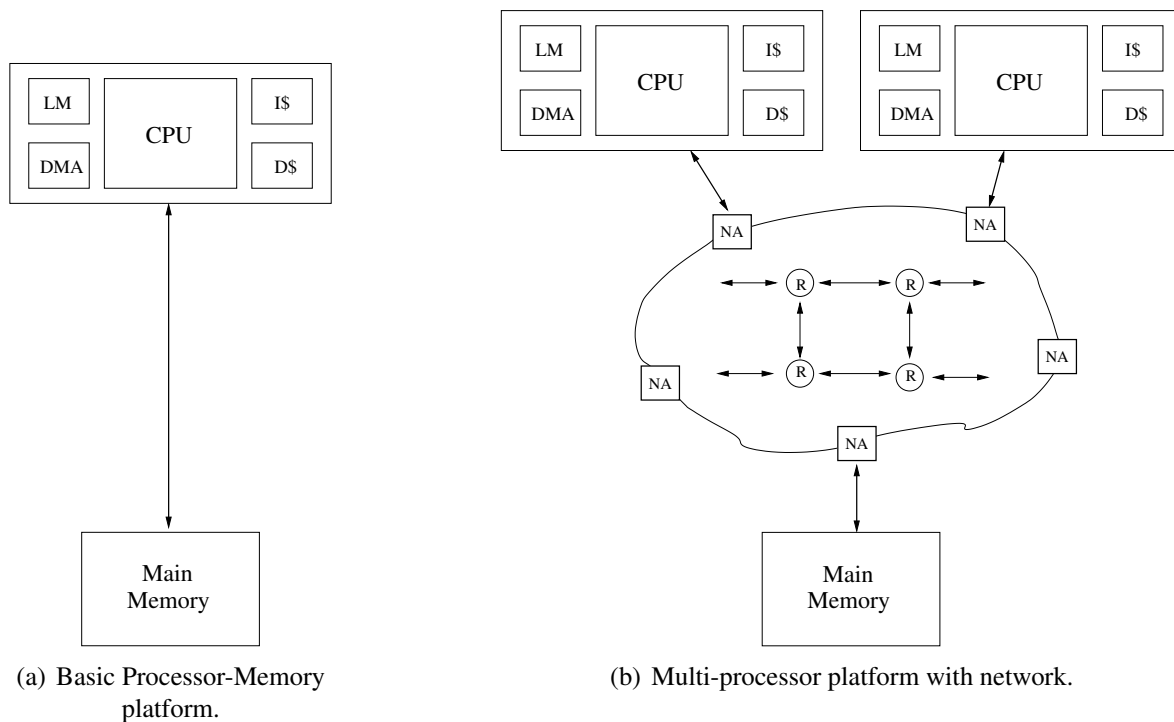 LM
I$
CPU
DMA
D$
Main
Memory
(a) Basic Processor-Memory
platform.
LM
I$
CPU
DMA
D$
LM
I$
CPU
DMA
D$
NA
NA
R
R
NA
R
R
NA
NA
Main
Memory
(b) Multi-processor platform with network.